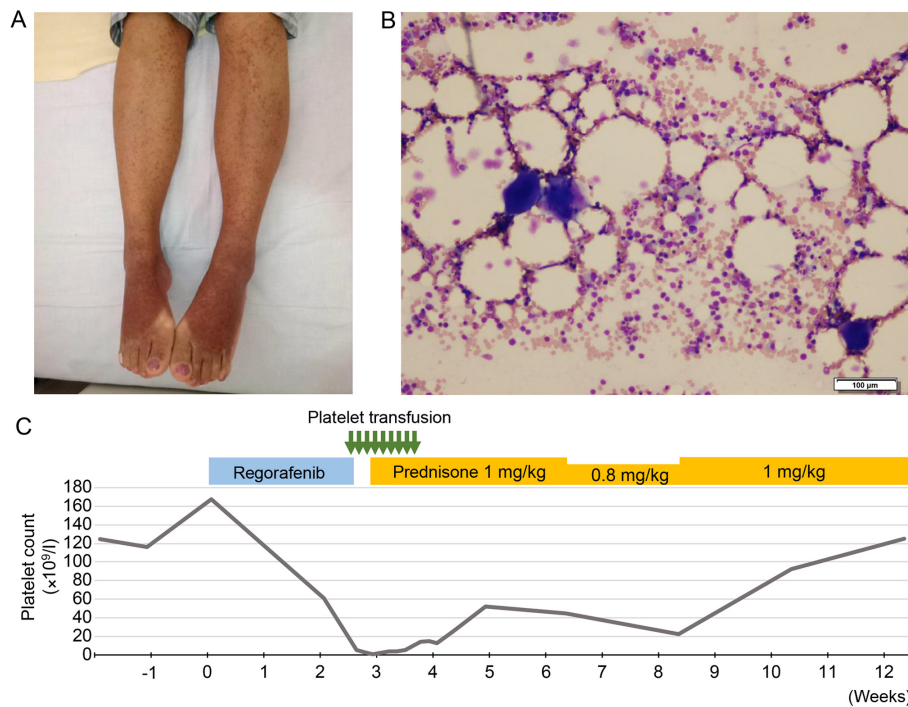 A
B
100 µm
C
Platelet transfusion
Regorafenib
Prednisone 1 mg/kg
0.8 mg/kg
1 mg/kg
Platelet count
(×10⁹/l)
180
160
140
120
100
80
60
40
20
0
-1 0 1 2 3 4 5 6 7 8 9 10 11 12
(Weeks)